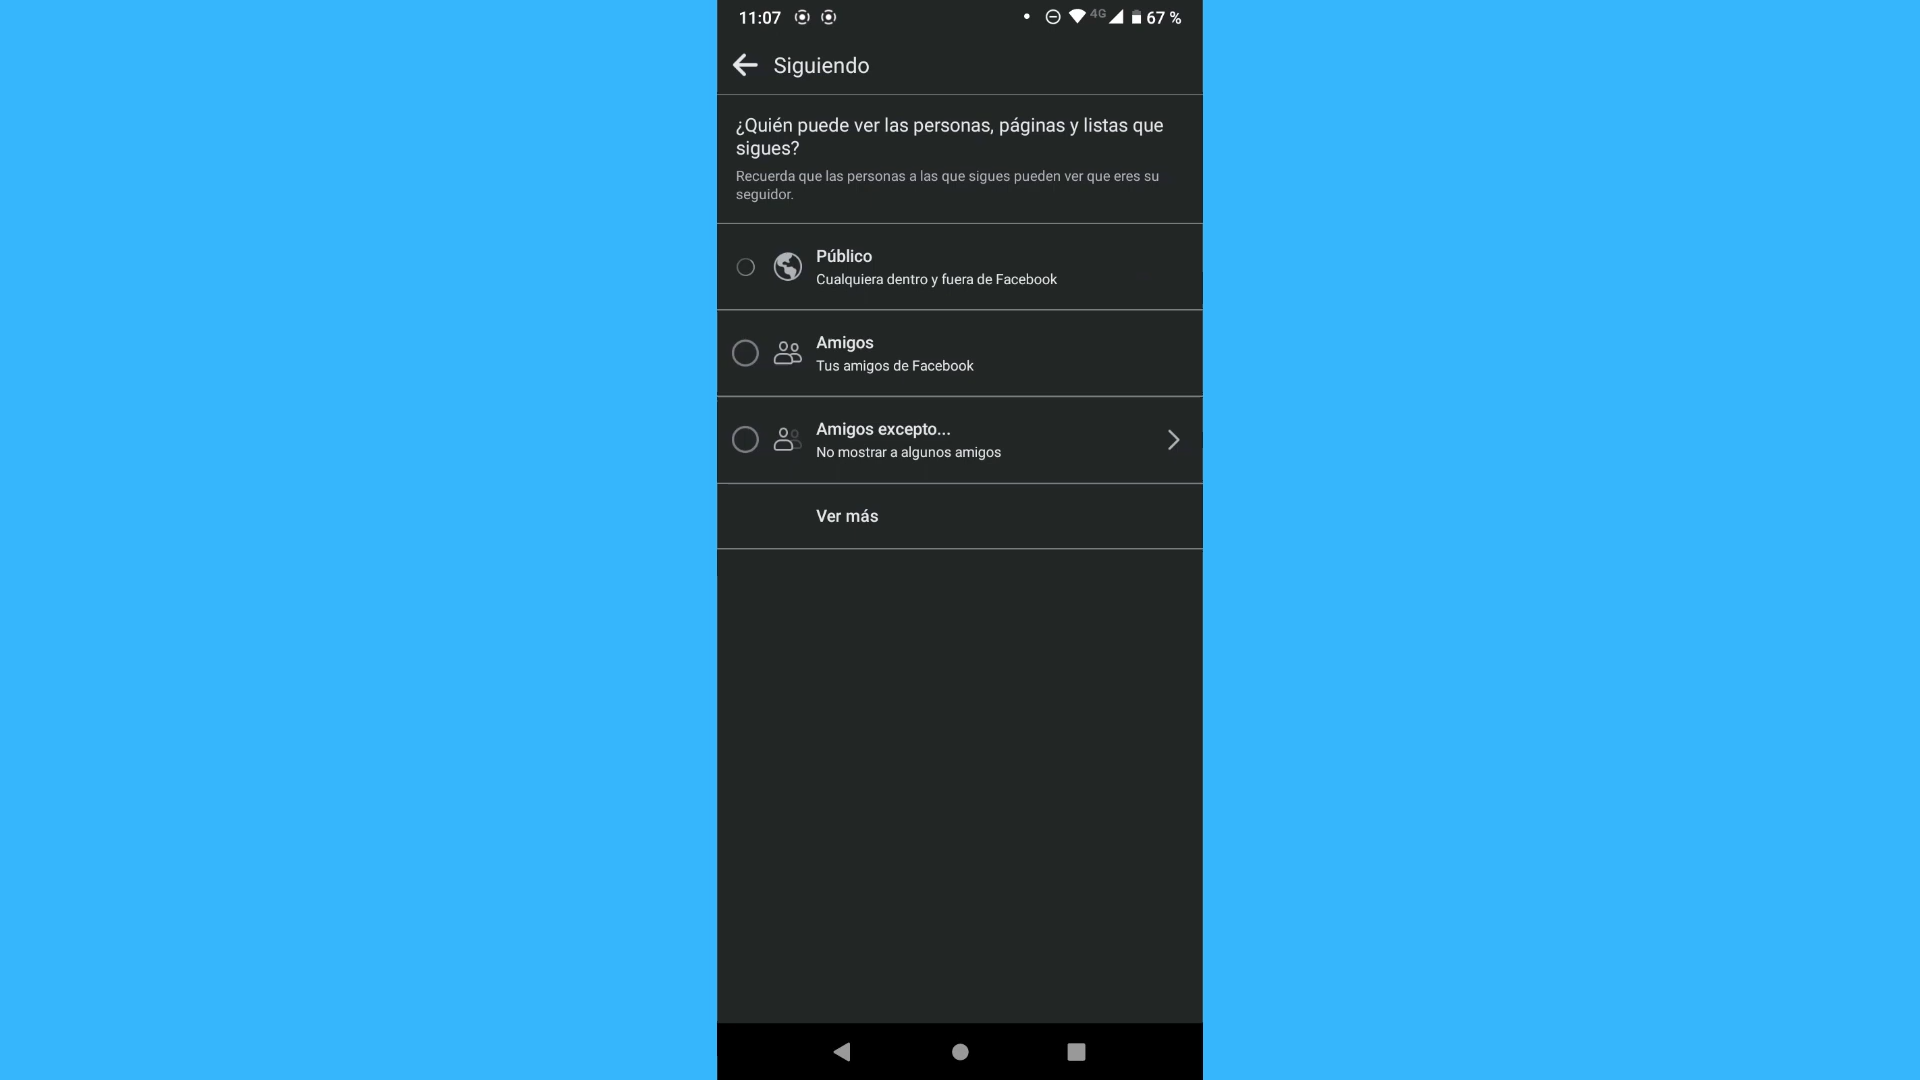 11:07
4G
67 %
Siguiendo
¿Quién puede ver las personas, páginas y listas que
sigues?
Recuerda que las personas a las que sigues pueden ver que eres su
seguidor.
Público
Cualquiera dentro y fuera de Facebook
Amigos
Tus amigos de Facebook
Amigos excepto...
No mostrar a algunos amigos
Ver más